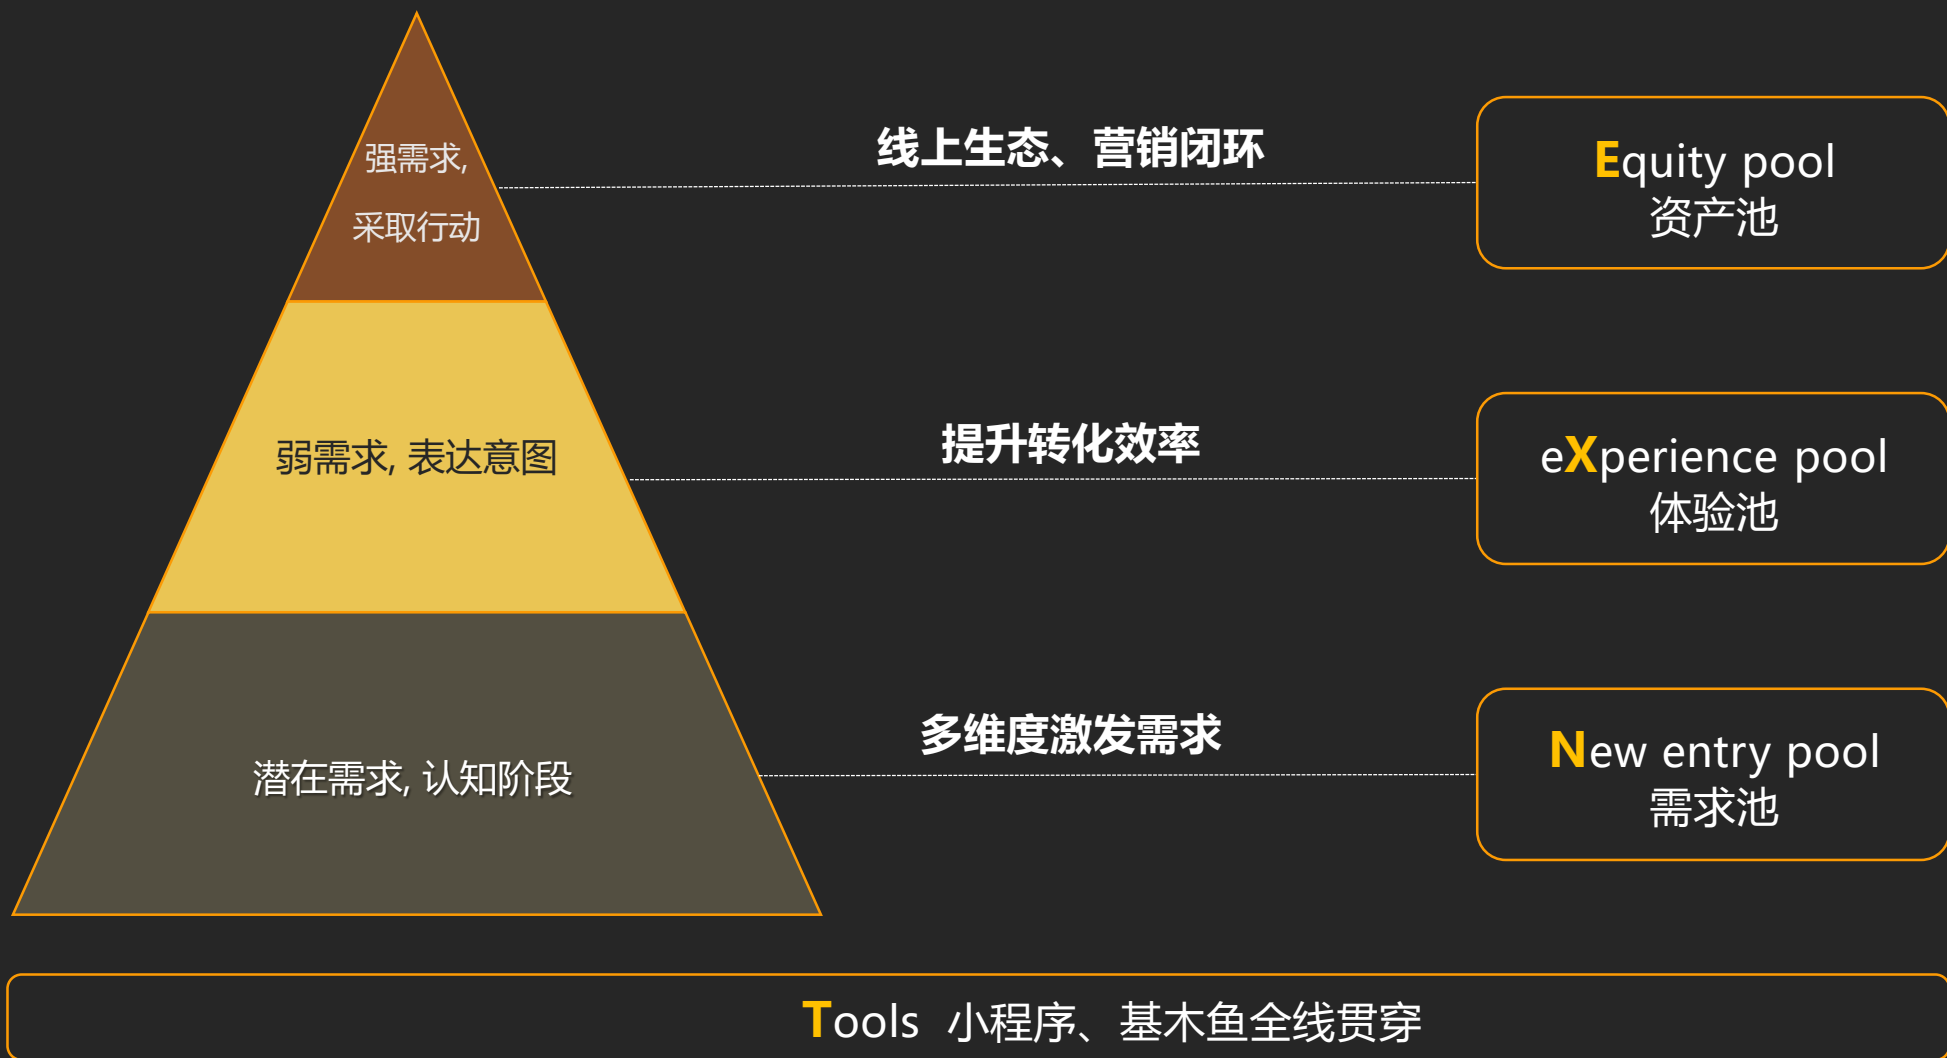 强需求,
采取行动
线上生态、营销闭环
Equity pool
资产池
弱需求, 表达意图
提升转化效率
eXperience pool
体验池
潜在需求, 认知阶段
多维度激发需求
New entry pool
需求池
Tools 小程序、基木鱼全线贯穿